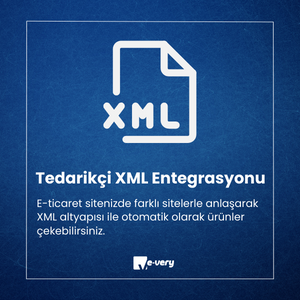 XML
Tedarikçi XML Entegrasyonu
E-ticaret sitenizde farklı sitelerle anlaşarak
XML altyapısı ile otomatik olarak ürünler
çekebilirsiniz.
e-very